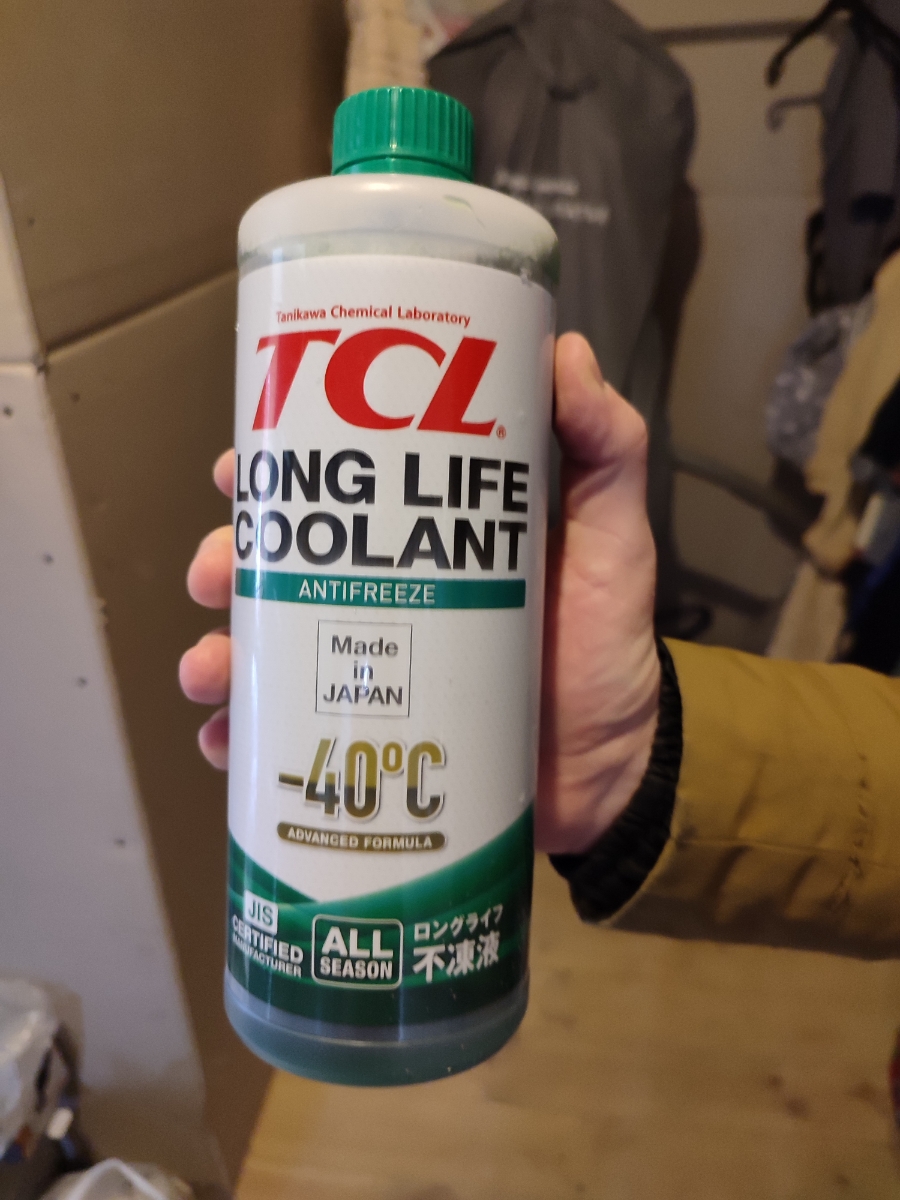 Tanikawa Chemical Laboratory
TCL®
LONG LIFE
COOLANT
ANTIFREEZE
Made
in
JAPAN
-40°C
ADVANCED FORMULA
JIS
CERTIFIED
MANUFACTURER
ALL
SEASON
ロングライフ
不凍液